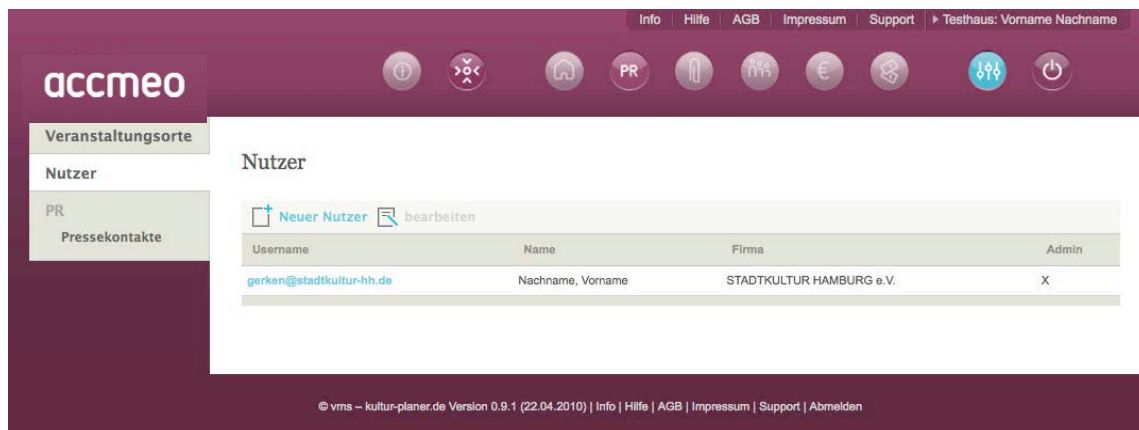 Info | Hilfe | AGB | Impressum | Support | Testhaus: Vorname Nachname
accmeo
PR
€
Veranstaltungsorte
Nutzer
PR
Pressekontakte
Nutzer
Neuer Nutzer bearbeiten
Username Name Firma Admin
gerken@stadtkultur-hh.de Nachname, Vorname STADTKULTUR HAMBURG e.V. X
© vms – kultur-planer.de Version 0.9.1 (22.04.2010) | Info | Hilfe | AGB | Impressum | Support | Abmelden